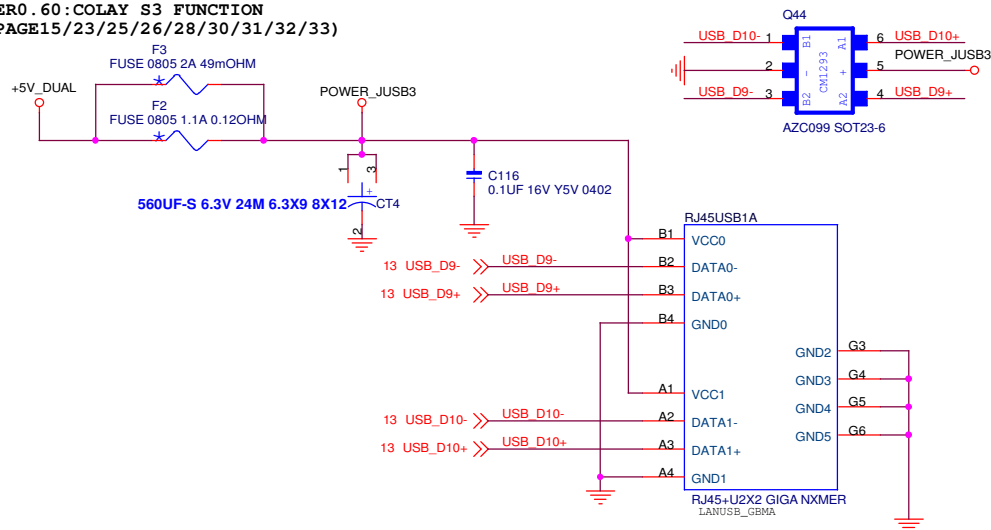 ER0.60:COLAY S3 FUNCTION
PAGE15/23/25/26/28/30/31/32/33)
F3
FUSE 0805 2A 49mOHM
+5V_DUAL
F2
FUSE 0805 1.1A 0.12OHM
POWER_JUSB3
1
3
+
560UF-S 6.3V 24M 6.3X9 8X12
CT4
2
C116
0.1UF 16V Y5V 0402
Q44
USB_D10- 1 B1 A1 6 USB_D10+
2 - CM1293 + 5 POWER_JUSB3
USB_D9- 3 B2 A2 4 USB_D9+
AZC099 SOT23-6
RJ45USB1A
B1 VCC0
13 USB_D9- USB_D9- B2 DATA0-
13 USB_D9+ USB_D9+ B3 DATA0+
B4 GND0
GND2 G3
GND3 G4
A1 VCC1
GND4 G5
13 USB_D10- USB_D10- A2 DATA1-
GND5 G6
13 USB_D10+ USB_D10+ A3 DATA1+
A4 GND1
RJ45+U2X2 GIGA NXMER
LANUSB_GBMA